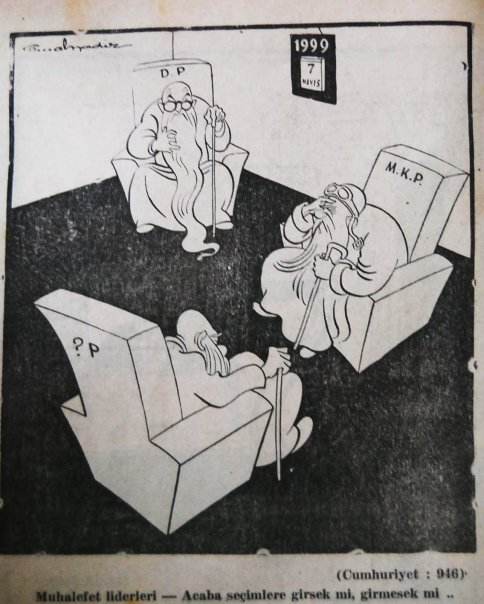 D.P
1999
7
MAYIS
M.K.P.
? P
(Cumhuriyet : 946)
Muhalefet liderleri — Acaba seçimlere girsek mi, girmesek mi ..